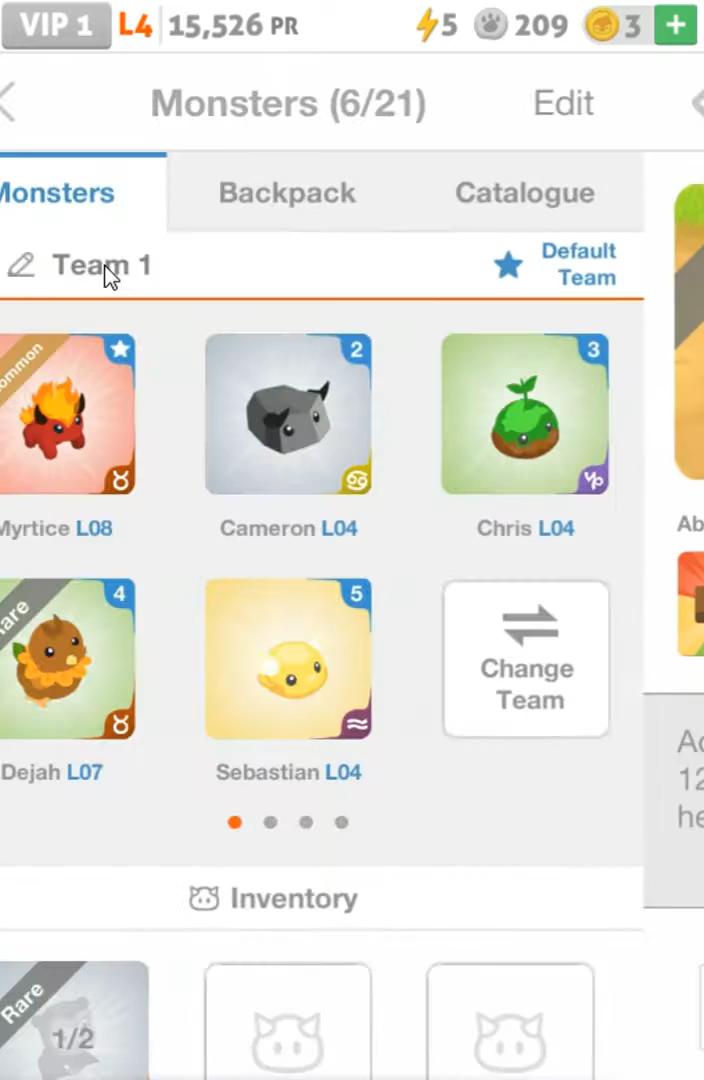 VIP 1 L4 15,526 PR 5 209 3 +
Monsters (6/21) Edit
Monsters Backpack Catalogue
Team 1
Default
Team
2 3
Myrtice L08 Cameron L04 Chris L04
4 5
Rare
Change
Team
Dejah L07 Sebastian L04
Inventory
Rare
1/2